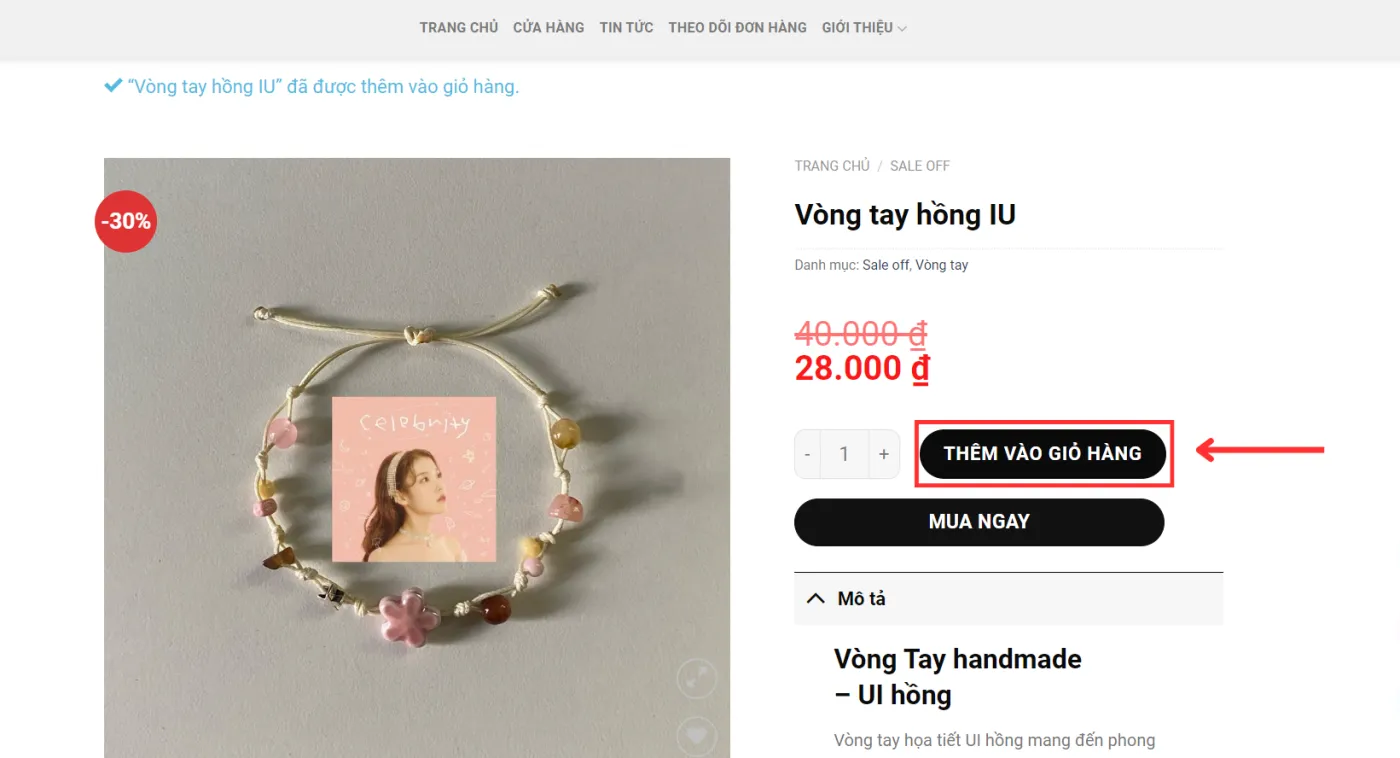 TRANG CHỦ CỬA HÀNG TIN TỨC THEO DÕI ĐƠN HÀNG GIỚI THIỆU
“Vòng tay hồng IU” đã được thêm vào giỏ hàng.
-30%
celebrity
TRANG CHỦ / SALE OFF
Vòng tay hồng IU
Danh mục: Sale off, Vòng tay
40.000 ₫
28.000 ₫
- 1 + THÊM VÀO GIỎ HÀNG
MUA NGAY
Mô tả
Vòng Tay handmade
– UI hồng
Vòng tay họa tiết UI hồng mang đến phong